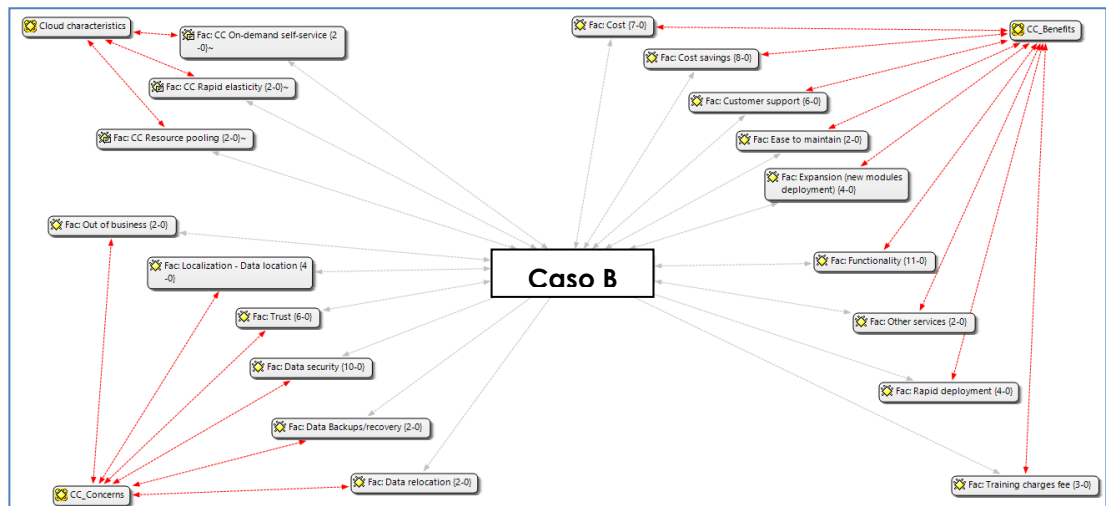 Cloud characteristics
Fac: CC On-demand self-service {2
-0}~
Fac: CC Rapid elasticity {2-0}~
Fac: CC Resource pooling {2-0}~
Fac: Cost {7-0}
CC_Benefits
Fac: Cost savings {8-0}
Fac: Customer support {6-0}
Fac: Ease to maintain {2-0}
Fac: Expansion (new modules
deployment) {4-0}
Fac: Out of business {2-0}
Fac: Localization - Data location {4
-0}
Fac: Trust {6-0}
Fac: Data security {10-0}
Fac: Data Backups/recovery {2-0}
Fac: Data relocation {2-0}
CC_Concerns
Caso B
Fac: Functionality {11-0}
Fac: Other services {2-0}
Fac: Rapid deployment {4-0}
Fac: Training charges fee {3-0}